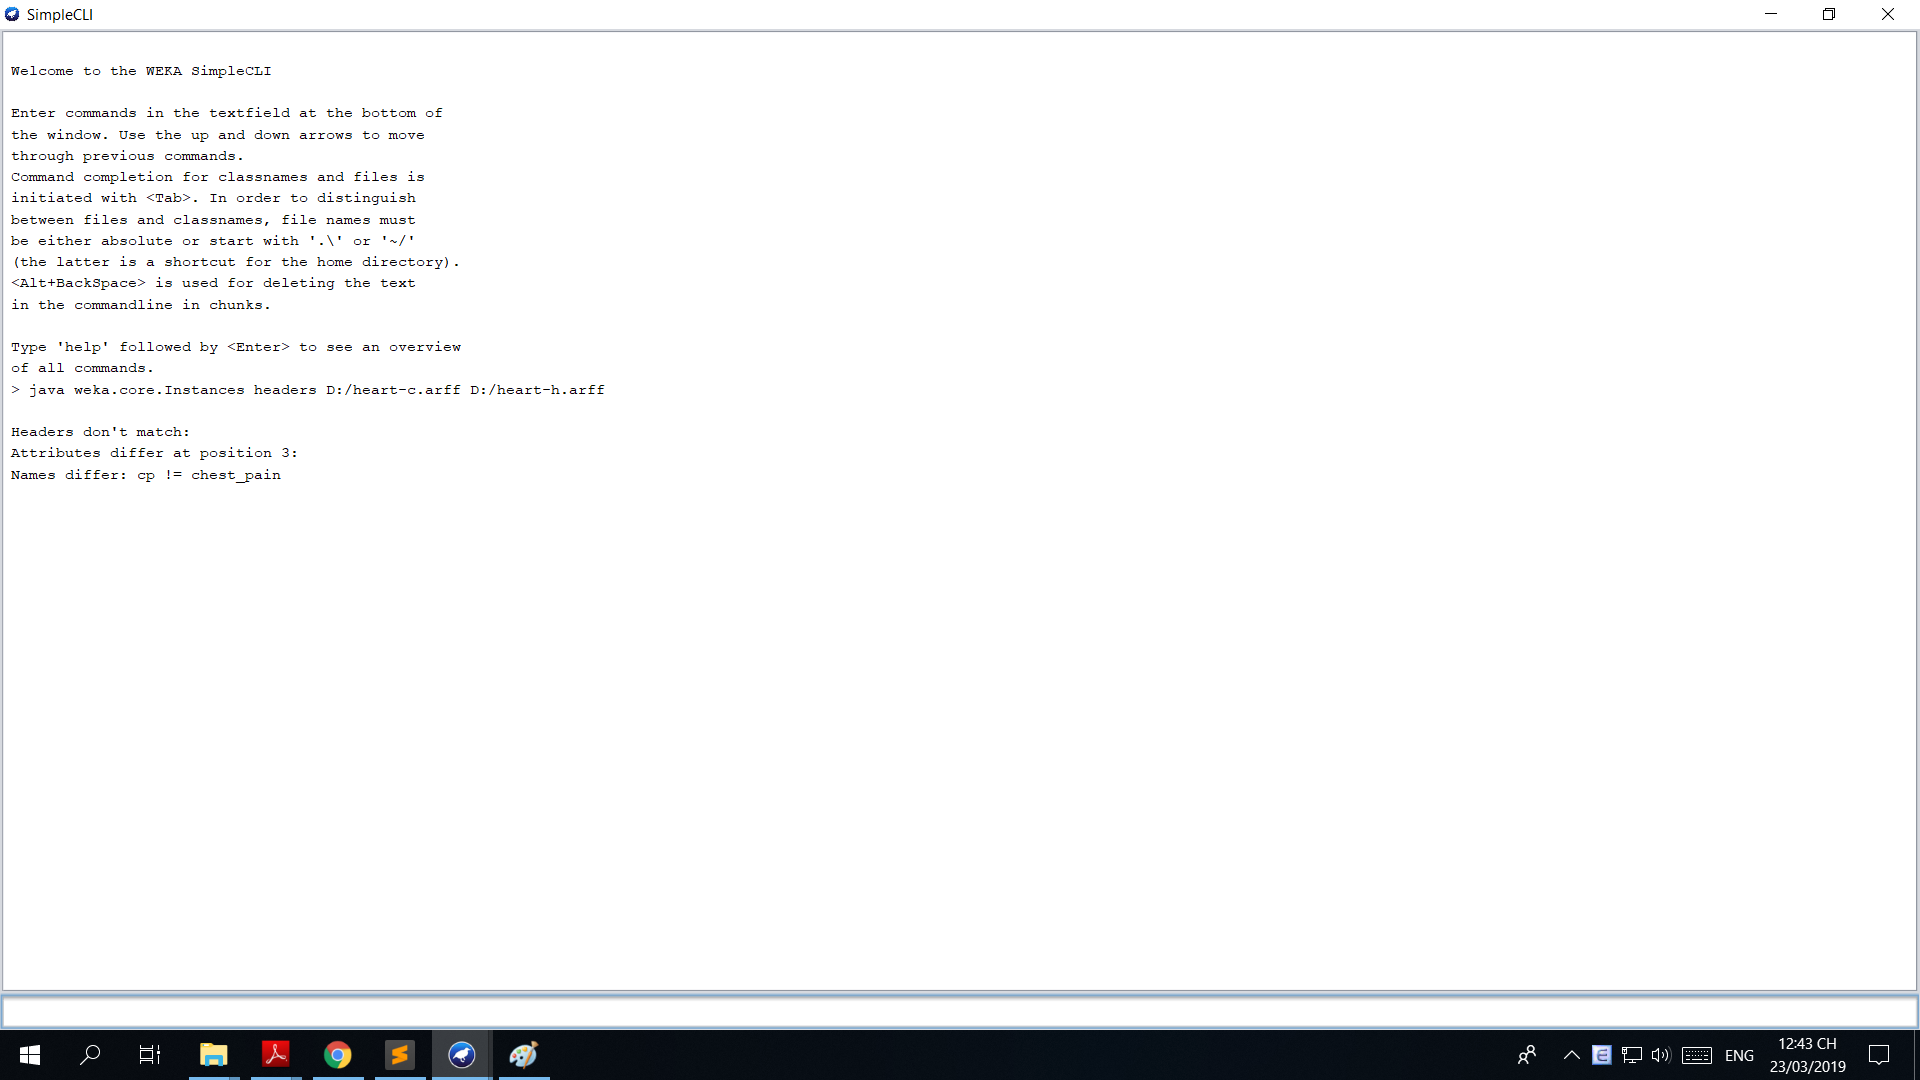 SimpleCLI
Welcome to the WEKA SimpleCLI
Enter commands in the textfield at the bottom of
the window. Use the up and down arrows to move
through previous commands.
Command completion for classnames and files is
initiated with <Tab>. In order to distinguish
between files and classnames, file names must
be either absolute or start with '.\' or '~/'
(the latter is a shortcut for the home directory).
<Alt+BackSpace> is used for deleting the text
in the commandline in chunks.
Type 'help' followed by <Enter> to see an overview
of all commands.
> java weka.core.Instances headers D:/heart-c.arff D:/heart-h.arff
Headers don't match:
Attributes differ at position 3:
Names differ: cp != chest_pain
ENG
12:43 CH
23/03/2019